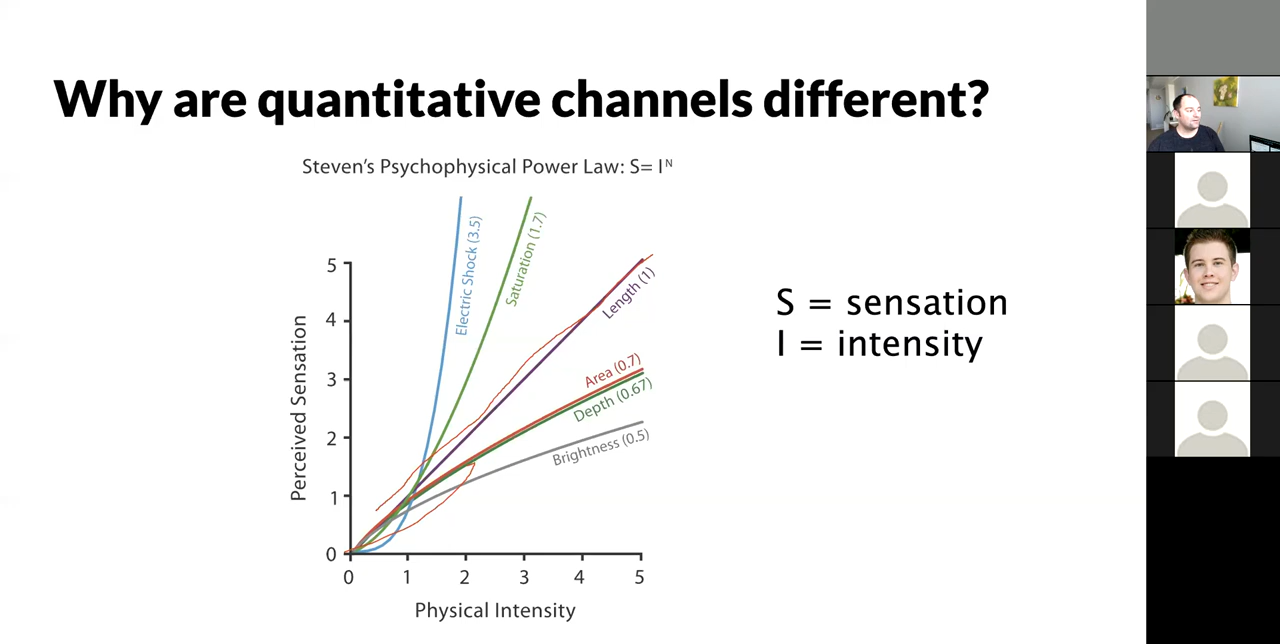 Why are quantitative channels different?
Steven's Psychophysical Power Law: S= Iᴺ
Electric Shock (3.5)
Saturation (1.7)
Length (1)
Area (0.7)
Depth (0.67)
Brightness (0.5)
Perceived Sensation
5
4
3
2
1
0
0 1 2 3 4 5
Physical Intensity
S = sensation
I = intensity